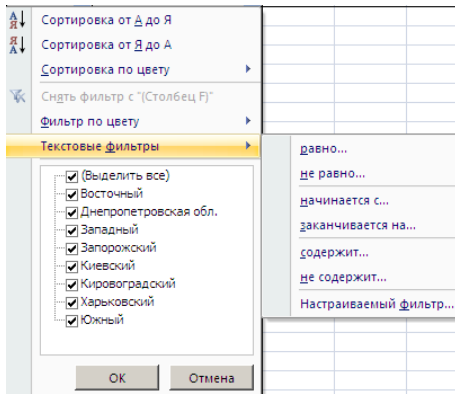 Сортировка от А до Я
Сортировка от Я до А
Сортировка по цвету
Снять фильтр с "(Столбец F)"
Фильтр по цвету
Текстовые фильтры
(Выделить все)
Восточный
Днепропетровская обл.
Западный
Запорожский
Киевский
Кировоградский
Харьковский
Южный
ОК
Отмена
равно...
не равно...
начинается с...
заканчивается на...
содержит...
не содержит...
Настраиваемый фильтр...